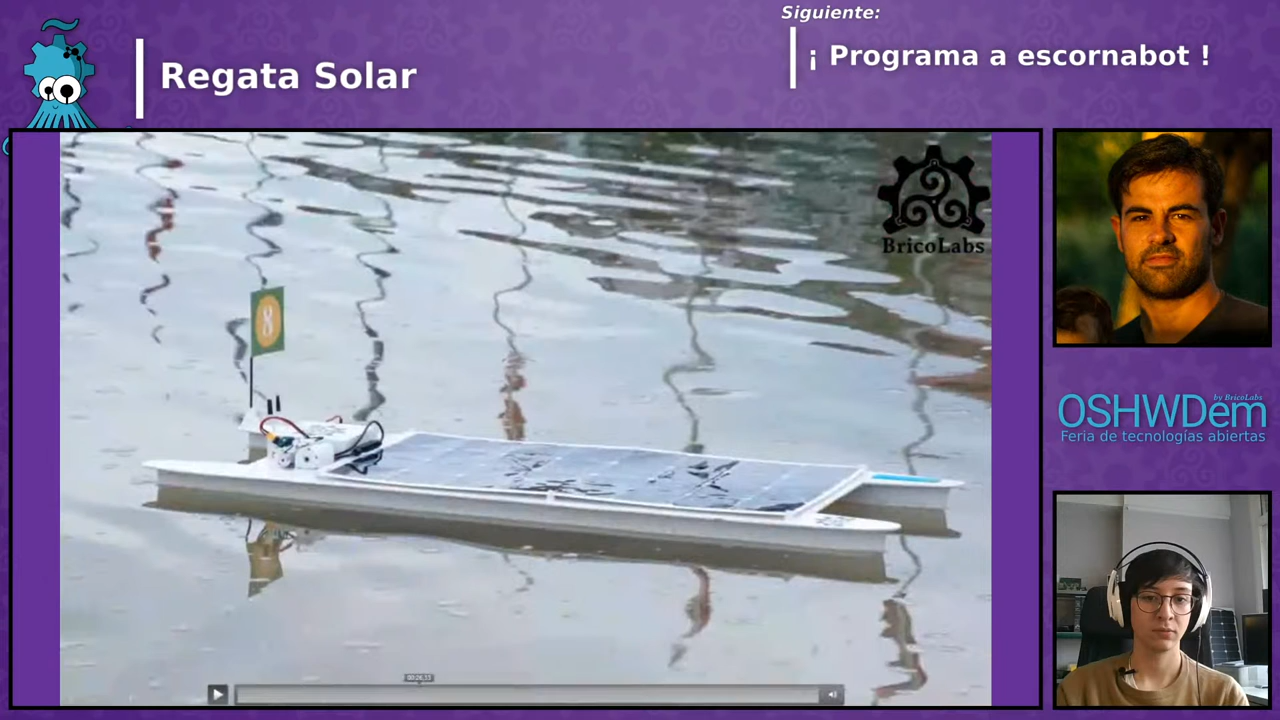 Siguiente:
¡ Programa a escornabot !
Regata Solar
BricoLabs
8
by BricoLabs
OSHWDem
Feria de tecnologías abiertas